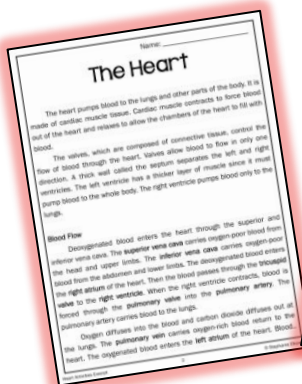 Name:
The Heart
The heart pumps blood to the lungs and other parts of the body. It is
made of cardiac muscle tissue. Cardiac muscle contracts to force blood
out of the heart and relaxes to allow the chambers of the heart to fill with
blood.
The valves, which are composed of connective tissue, control the
flow of blood through the heart. Valves allow blood to flow in only one
direction. A thick wall called the septum separates the left and right
ventricles. The left ventricle has a thicker layer of muscle since it must
pump blood to the whole body. The right ventricle pumps blood only to the
lungs.
Blood Flow
Deoxygenated blood enters the heart through the superior and
inferior vena cava. The superior vena cava carries oxygen-poor blood from
the head and upper limbs. The inferior vena cava carries oxygen-poor
blood from the abdomen and lower limbs. The deoxygenated blood enters
the right atrium of the heart. Then the blood passes through the tricuspid
valve to the right ventricle. When the right ventricle contracts, blood is
forced through the pulmonary valve into the pulmonary artery. The
pulmonary artery carries blood to the lungs.
Oxygen diffuses into the blood and carbon dioxide diffuses out at
the lungs. The pulmonary vein carries oxygen-rich blood return to the
heart. The oxygenated blood enters the left atrium of the heart. Blood